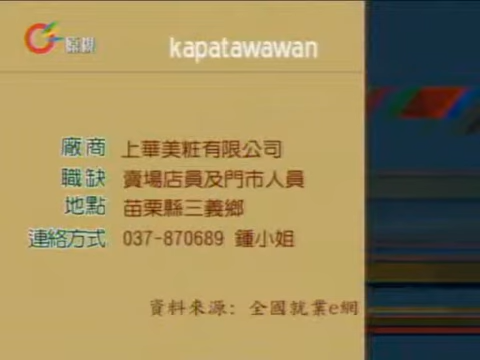 原視
kapatawawan
廠商 上華美粧有限公司
職缺 賣場店員及門市人員
地點 苗栗縣三義鄉
連絡方式 037-870689 鍾小姐
資料來源: 全國就業e網